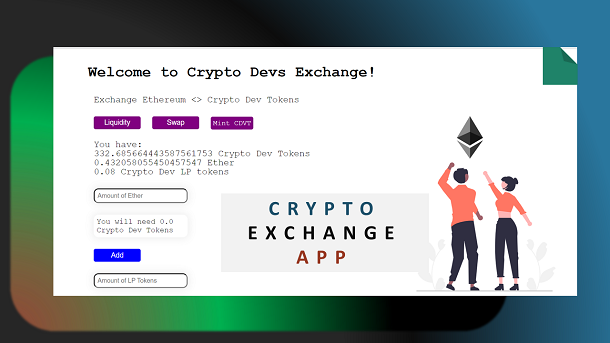 Welcome to Crypto Devs Exchange!
Exchange Ethereum <> Crypto Dev Tokens
Liquidity
Swap
Mint CDVT
You have:
332.685664443587561753 Crypto Dev Tokens
0.432058055450457547 Ether
0.08 Crypto Dev LP tokens
Amount of Ether
You will need 0.0
Crypto Dev Tokens
Add
Amount of LP Tokens
CRYPTO
EXCHANGE
APP